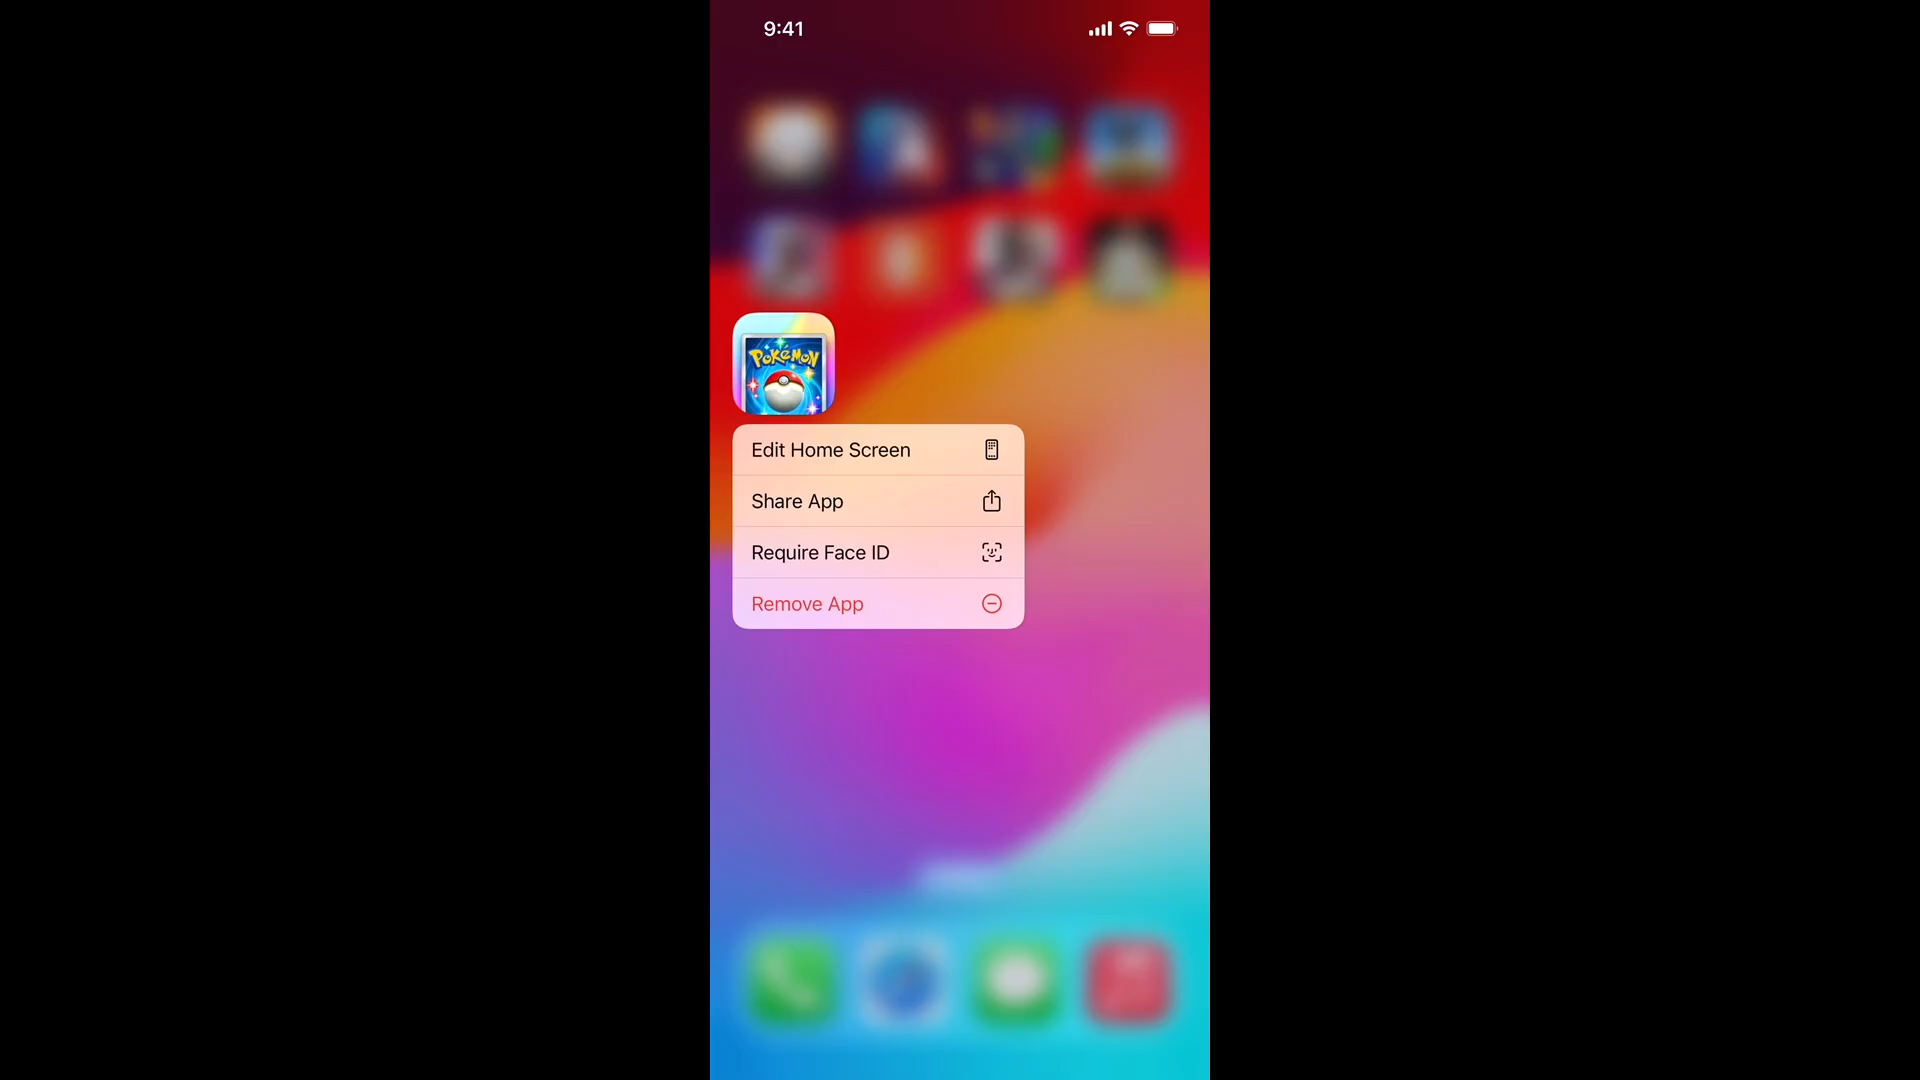 9:41
Pokémon
Edit Home Screen
Share App
Require Face ID
Remove App